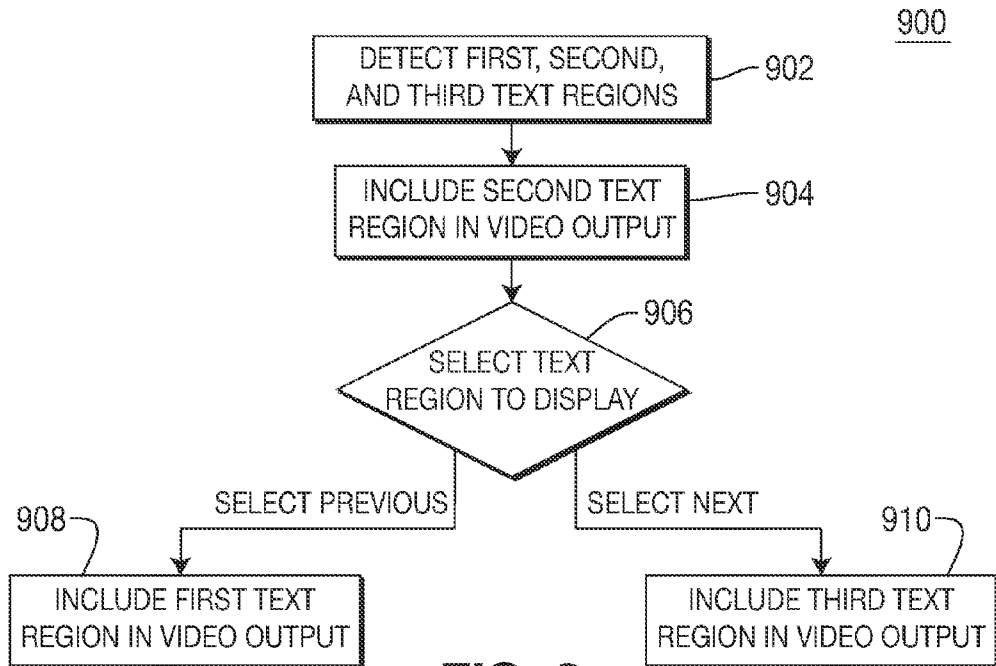 900
DETECT FIRST, SECOND,
AND THIRD TEXT REGIONS
902
INCLUDE SECOND TEXT
REGION IN VIDEO OUTPUT
904
906
SELECT TEXT
REGION TO DISPLAY
SELECT PREVIOUS
SELECT NEXT
908
910
INCLUDE FIRST TEXT
REGION IN VIDEO OUTPUT
INCLUDE THIRD TEXT
REGION IN VIDEO OUTPUT